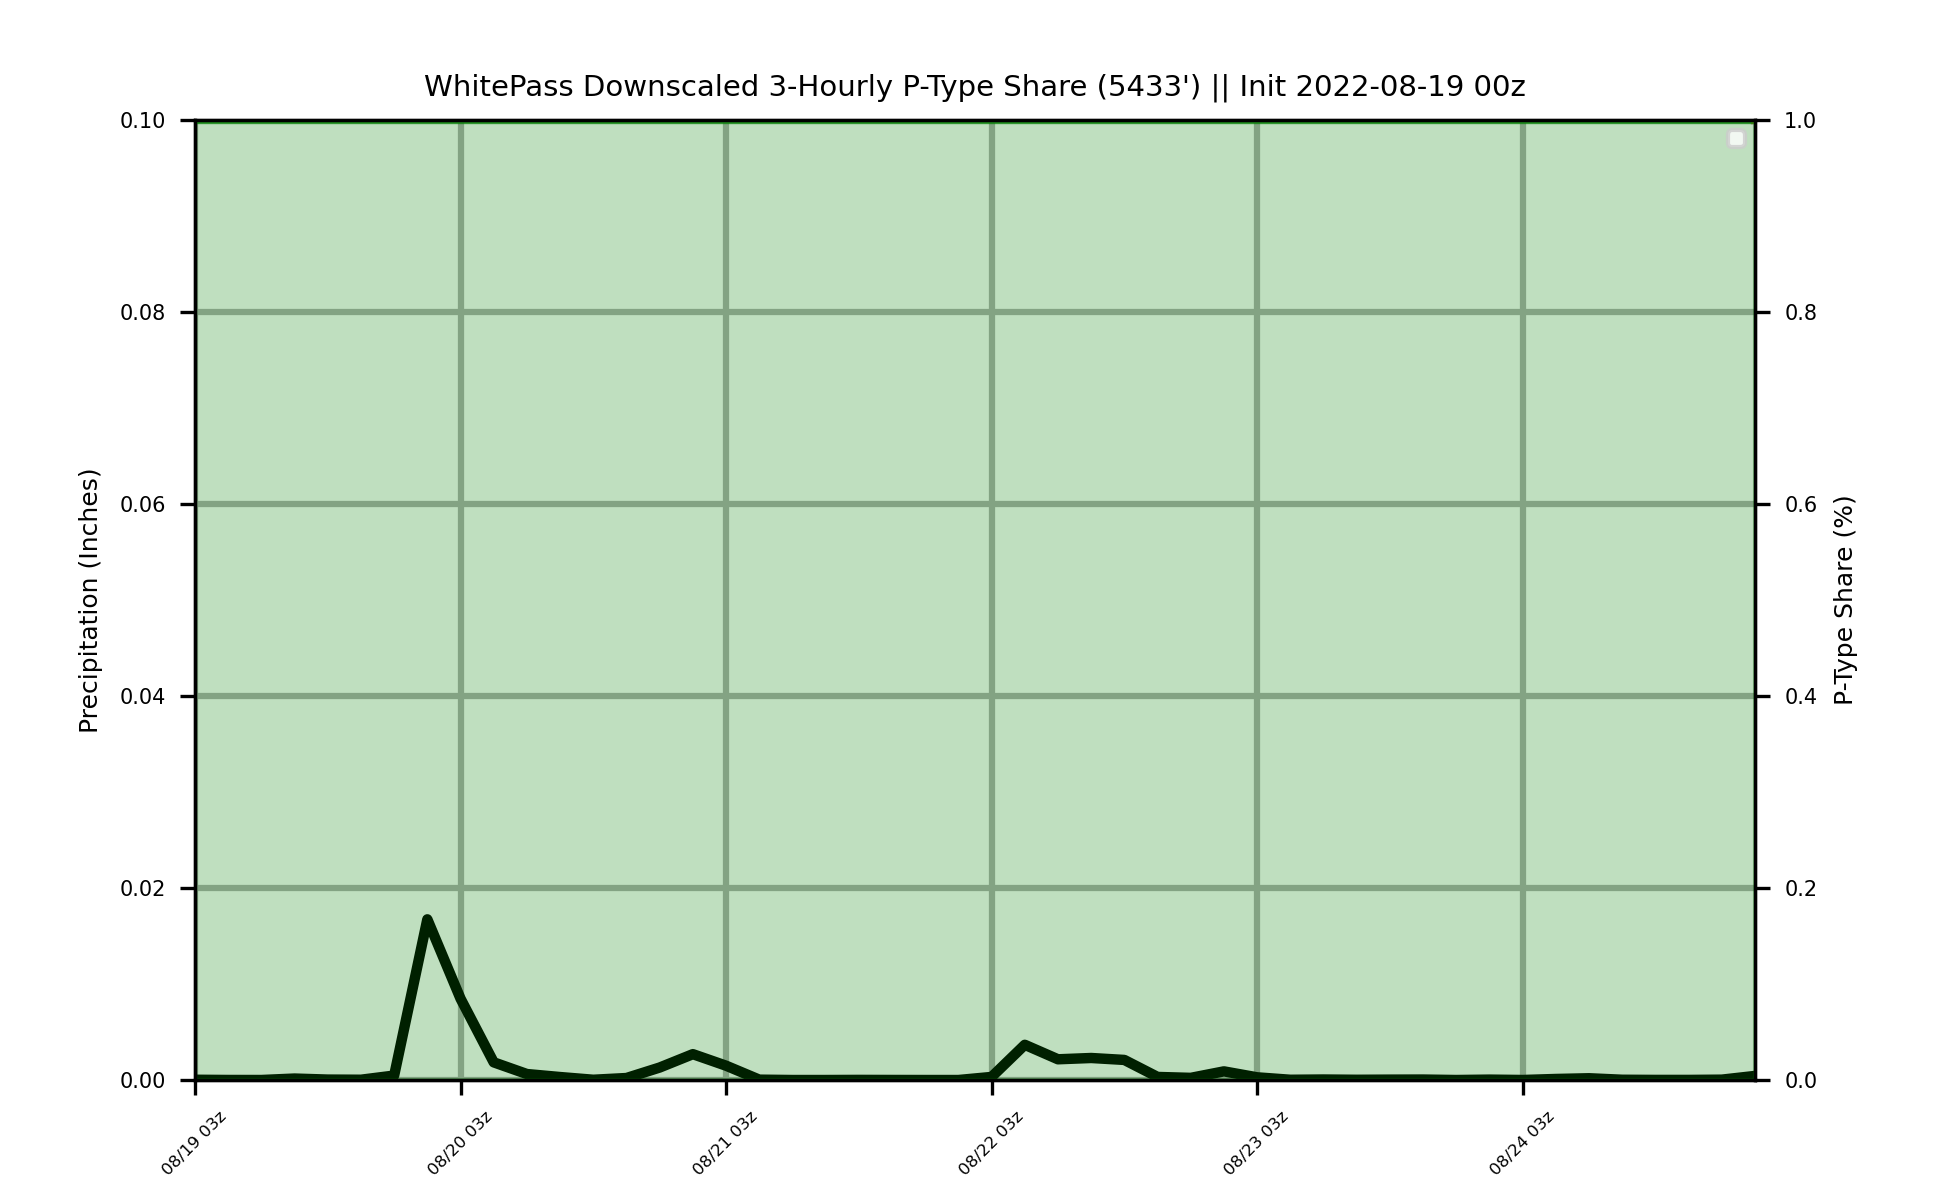 WhitePass Downscaled 3-Hourly P-Type Share (5433') || Init 2022-08-19 00z
Precipitation (Inches)
0.10
0.08
0.06
0.04
0.02
0.00
1.0
0.8
0.6
0.4
0.2
0.0
P-Type Share (%)
08/19 03z
08/20 03z
08/21 03z
08/22 03z
08/23 03z
08/24 03z